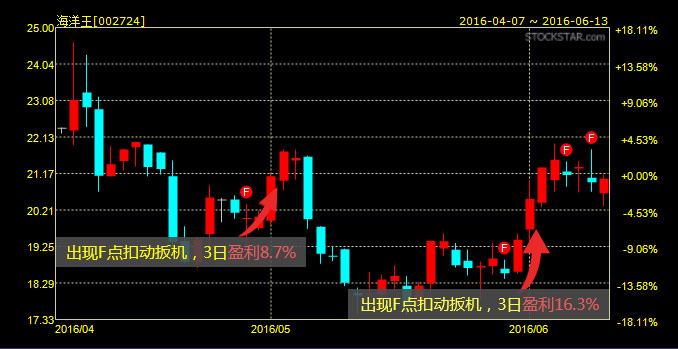 海洋王[002724] 2016-04-07 ~ 2016-06-13
STOCKSTAR.com
25.00 +18.11%
24.04 +13.58%
23.08 +9.06%
22.13 +4.53%
F F
21.17 +0.00%
F
20.21 -4.53%
19.25 -9.06%
F
出现F点扣动扳机，3日盈利8.7%
18.29 -13.58%
出现F点扣动扳机，3日盈利16.3%
17.33 -18.11%
2016/04 2016/05 2016/06